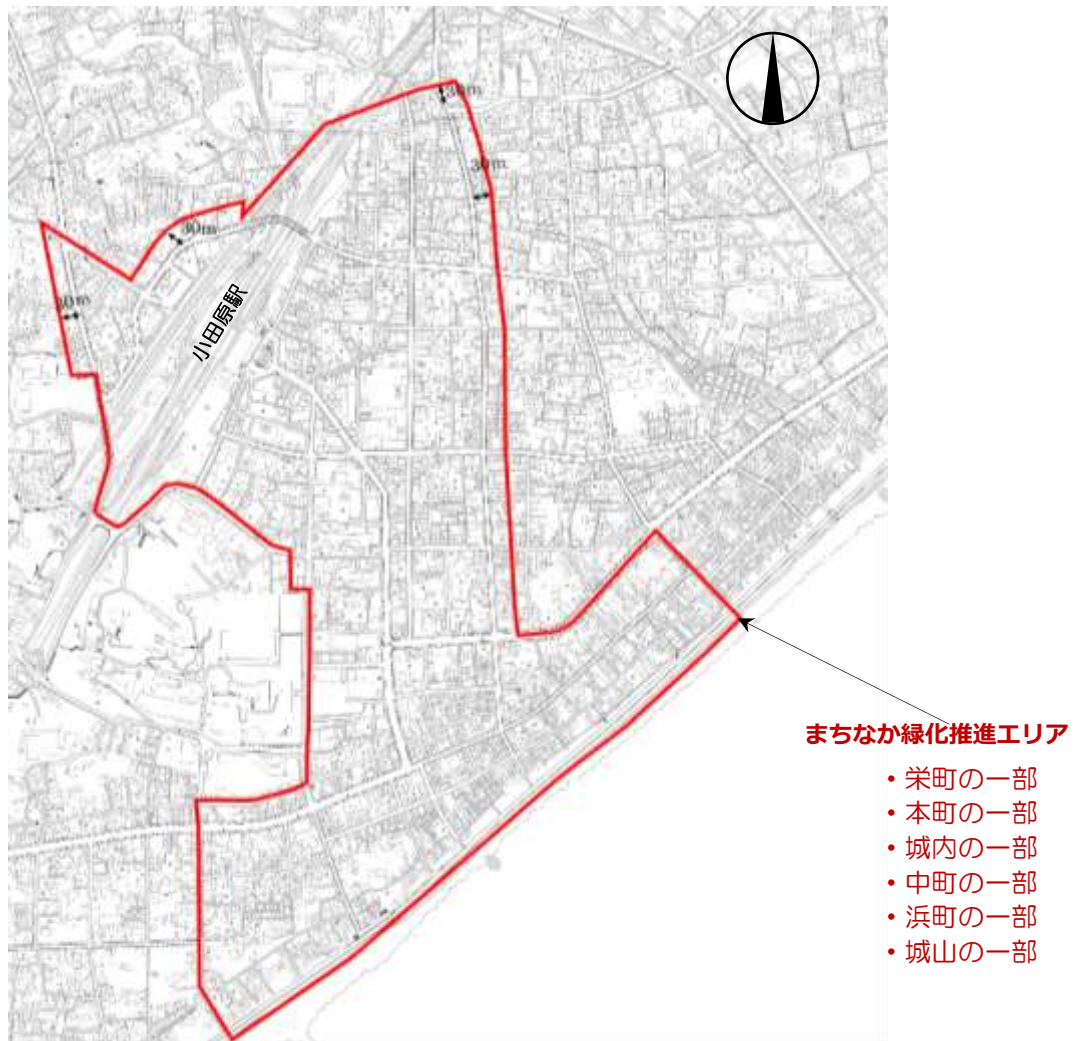 30m
30m
30m
30m
小田原駅
まちなか緑化推進エリア
・栄町の一部
・本町の一部
・城内の一部
・中町の一部
・浜町の一部
・城山の一部